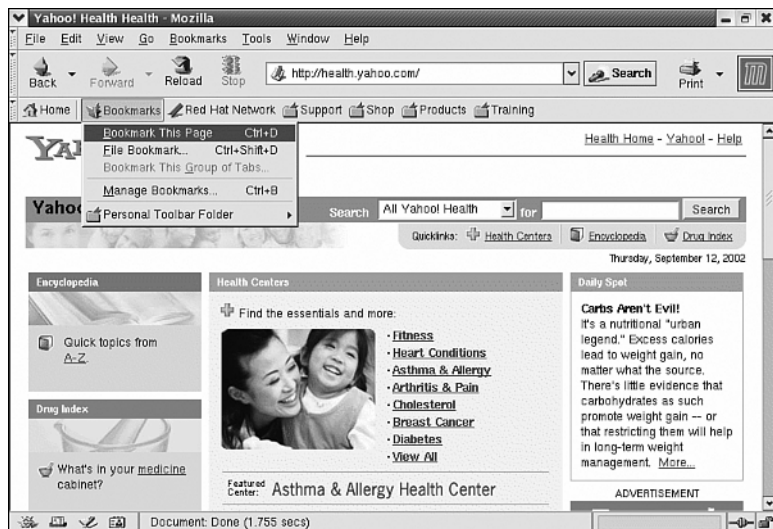 Yahoo! Health Health - Mozilla
File Edit View Go Bookmarks Tools Window Help
Back Forward Reload Stop http://health.yahoo.com/ Search Print
Home Bookmarks Red Hat Network Support Shop Products Training
Bookmark This Page Ctrl+D
File Bookmark... Ctrl+Shift+D
Bookmark This Group of Tabs...
Manage Bookmarks... Ctrl+B
Personal Toolbar Folder
YA
Health Home - Yahoo! - Help
Yahoo
Search All Yahoo! Health for Search
Quicklinks: Health Centers Encyclopedia Drug Index
Thursday, September 12, 2002
Encyclopedia
Quick topics from
A-Z.
Drug Index
What's in your medicine
cabinet?
Health Centers
Find the essentials and more:
· Fitness
· Heart Conditions
· Asthma & Allergy
· Arthritis & Pain
· Cholesterol
· Breast Cancer
· Diabetes
· View All
Featured
Center: Asthma & Allergy Health Center
Daily Spot
Carbs Aren't Evil!
It's a nutritional "urban
legend." Excess calories
lead to weight gain, no
matter what the source.
There's little evidence that
carbohydrates as such
promote weight gain -- or
that restricting them will help
in long-term weight
management. More...
ADVERTISEMENT
Document: Done (1.755 secs)